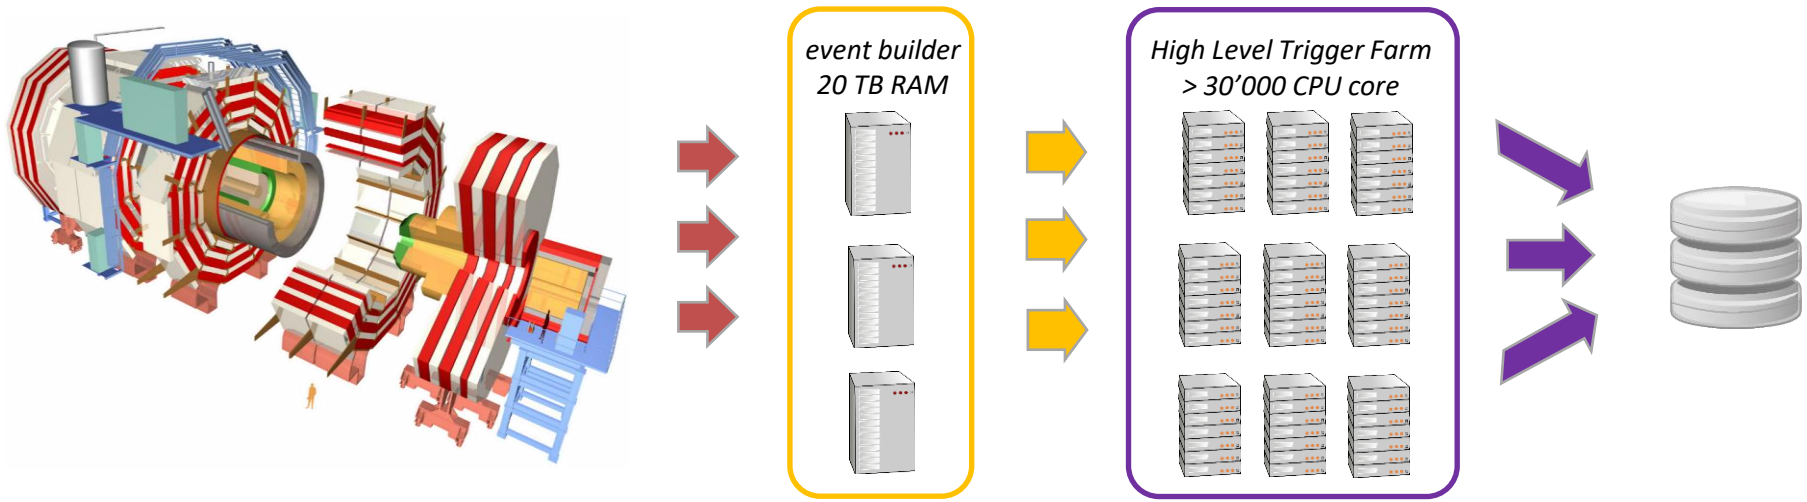 event builder
20 TB RAM
High Level Trigger Farm
> 30’000 CPU core